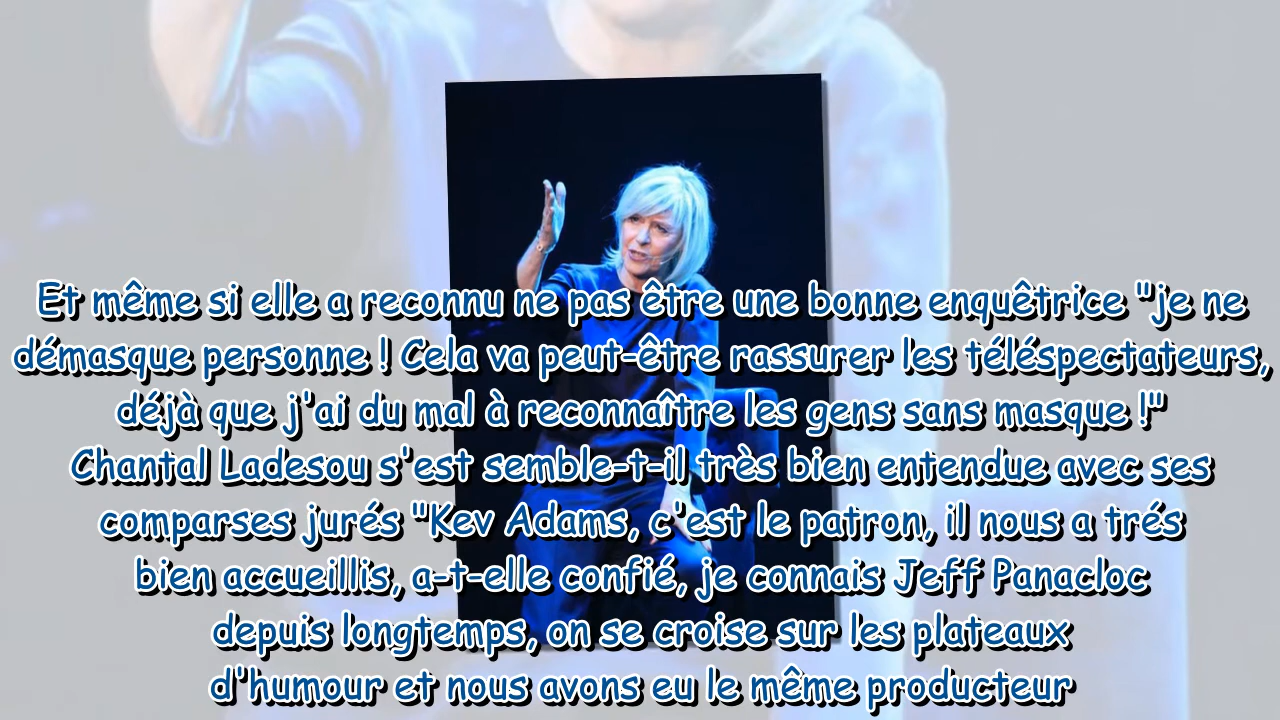 Et même si elle a reconnu ne pas être une bonne enquêtrice "je ne
démasque personne ! Cela va peut-être rassurer les téléspectateurs,
déjà que j'ai du mal à reconnaître les gens sans masque !"
Chantal Ladesou s'est semble-t-il très bien entendue avec ses
comparses jurés "Kev Adams, c'est le patron, il nous a trés
bien accueillis, a-t-elle confié, je connais Jeff Panacloc
depuis longtemps, on se croise sur les plateaux
d'humour et nous avons eu le même producteur